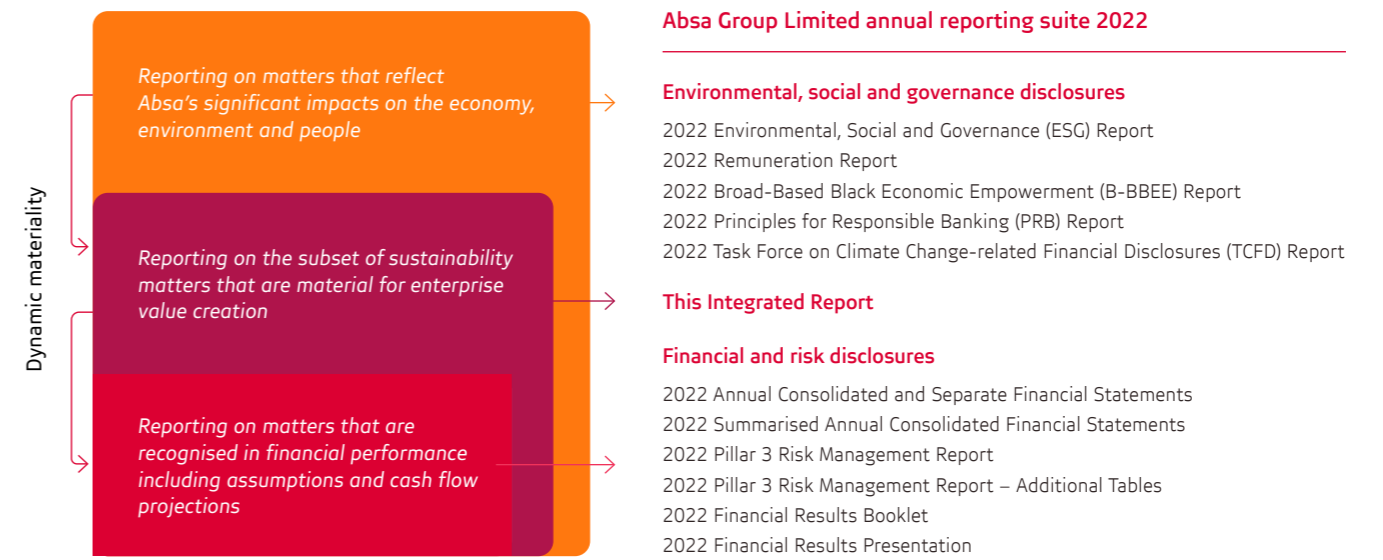 Dynamic materiality
Reporting on matters that reflect
Absa's significant impacts on the economy,
environment and people
Reporting on the subset of sustainability
matters that are material for enterprise
value creation
Reporting on matters that are
recognised in financial performance
including assumptions and cash flow
projections
Absa Group Limited annual reporting suite 2022
Environmental, social and governance disclosures
2022 Environmental, Social and Governance (ESG) Report
2022 Remuneration Report
2022 Broad-Based Black Economic Empowerment (B-BBEE) Report
2022 Principles for Responsible Banking (PRB) Report
2022 Task Force on Climate Change-related Financial Disclosures (TCFD) Report
This Integrated Report
Financial and risk disclosures
2022 Annual Consolidated and Separate Financial Statements
2022 Summarised Annual Consolidated Financial Statements
2022 Pillar 3 Risk Management Report
2022 Pillar 3 Risk Management Report – Additional Tables
2022 Financial Results Booklet
2022 Financial Results Presentation